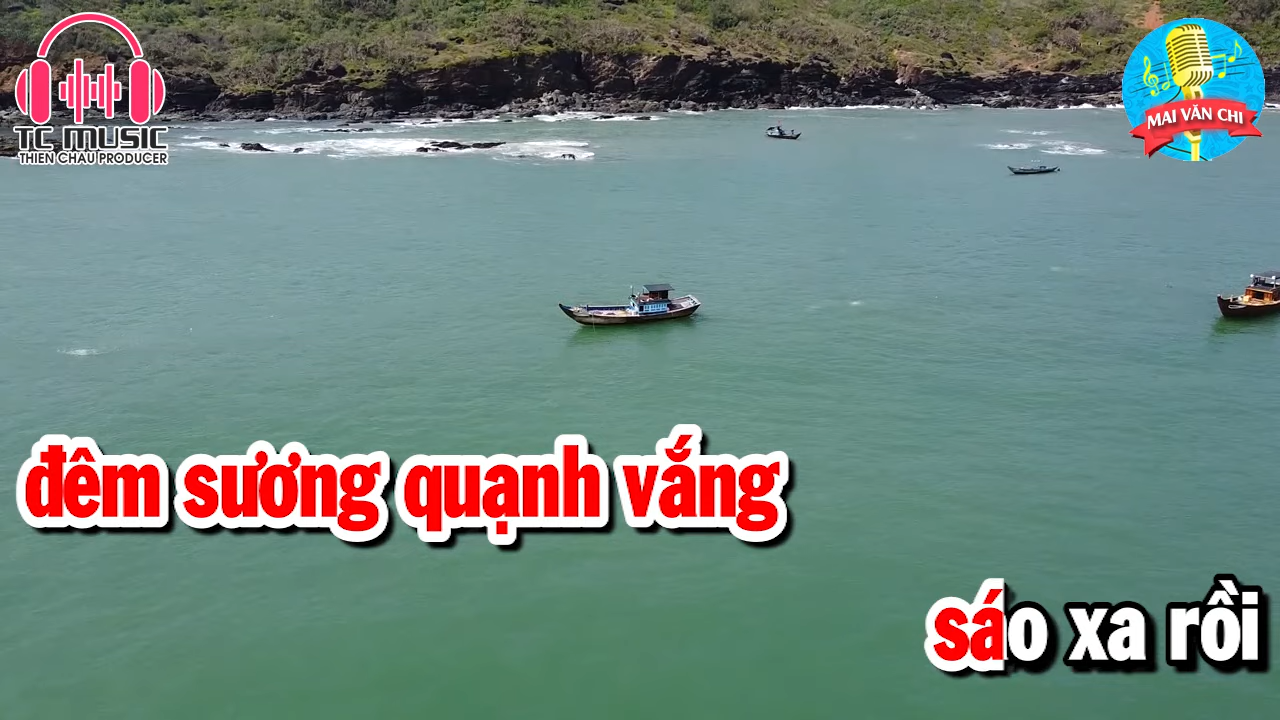 TC MUSIC
THIEN CHAU PRODUCER
MAI VĂN CHI
đêm sương quạnh vắng
sáo xa rồi